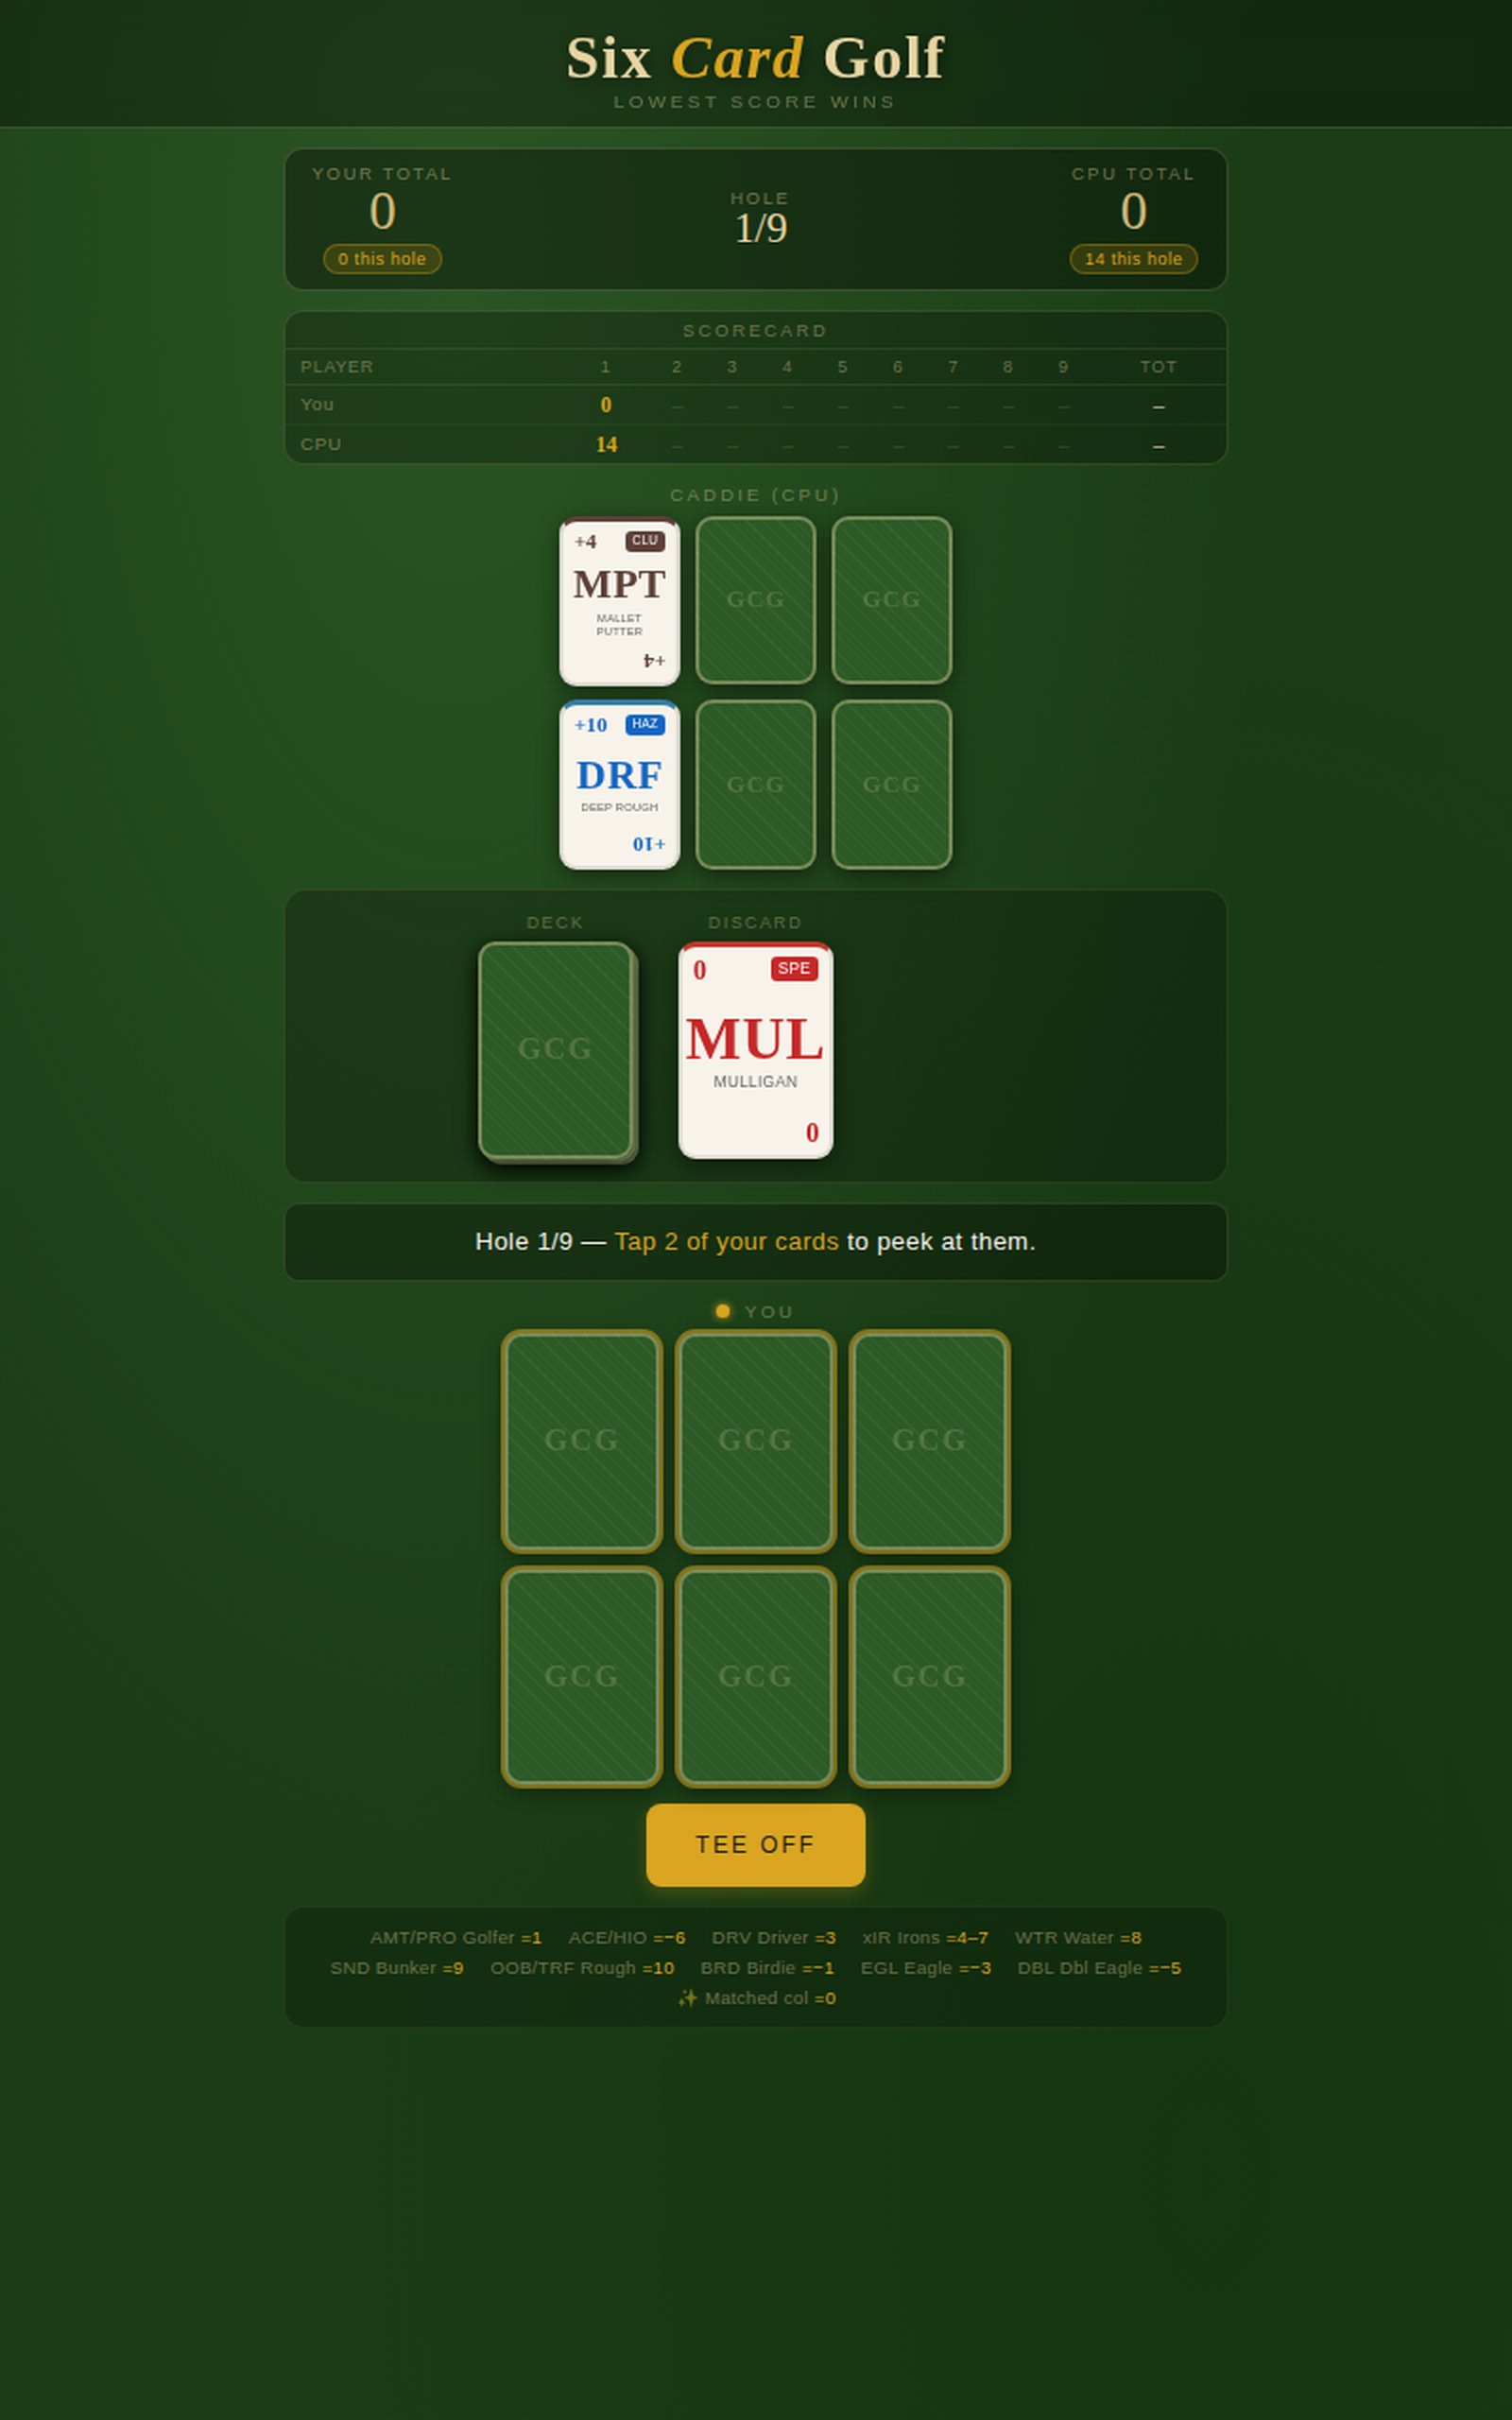 Six Card Golf
LOWEST SCORE WINS
YOUR TOTAL
0
0 this hole
HOLE
1/9
CPU TOTAL
0
14 this hole
SCORECARD
PLAYER 1 2 3 4 5 6 7 8 9 TOT
You 0 – – – – – – – – –
CPU 14 – – – – – – – – –
CADDIE (CPU)
+4 CLU
MPT
MALLET
PUTTER
+4
GCG
GCG
+10 HAZ
DRF
DEEP ROUGH
+10
GCG
GCG
DECK
GCG
DISCARD
0 SPE
MUL
MULLIGAN
0
Hole 1/9 — Tap 2 of your cards to peek at them.
YOU
GCG GCG GCG
GCG GCG GCG
TEE OFF
AMT/PRO Golfer =1 ACE/HIO =−6 DRV Driver =3 xIR Irons =4–7 WTR Water =8
SND Bunker =9 OOB/TRF Rough =10 BRD Birdie =−1 EGL Eagle =−3 DBL Dbl Eagle =−5
✨ Matched col =0